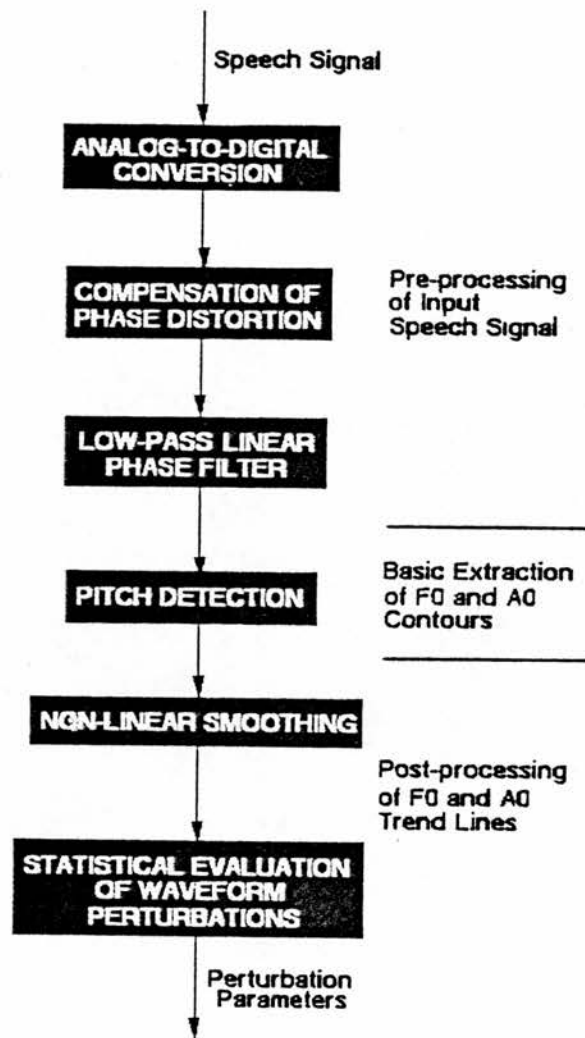 Speech Signal
ANALOG-TO-DIGITAL
CONVERSION
COMPENSATION OF
PHASE DISTORTION
Pre-processing
of Input
Speech Signal
LOW-PASS LINEAR
PHASE FILTER
PITCH DETECTION
Basic Extraction
of F0 and A0
Contours
NON-LINEAR SMOOTHING
Post-processing
of F0 and A0
Trend Lines
STATISTICAL EVALUATION
OF WAVEFORM
PERTURBATIONS
Perturbation
Parameters